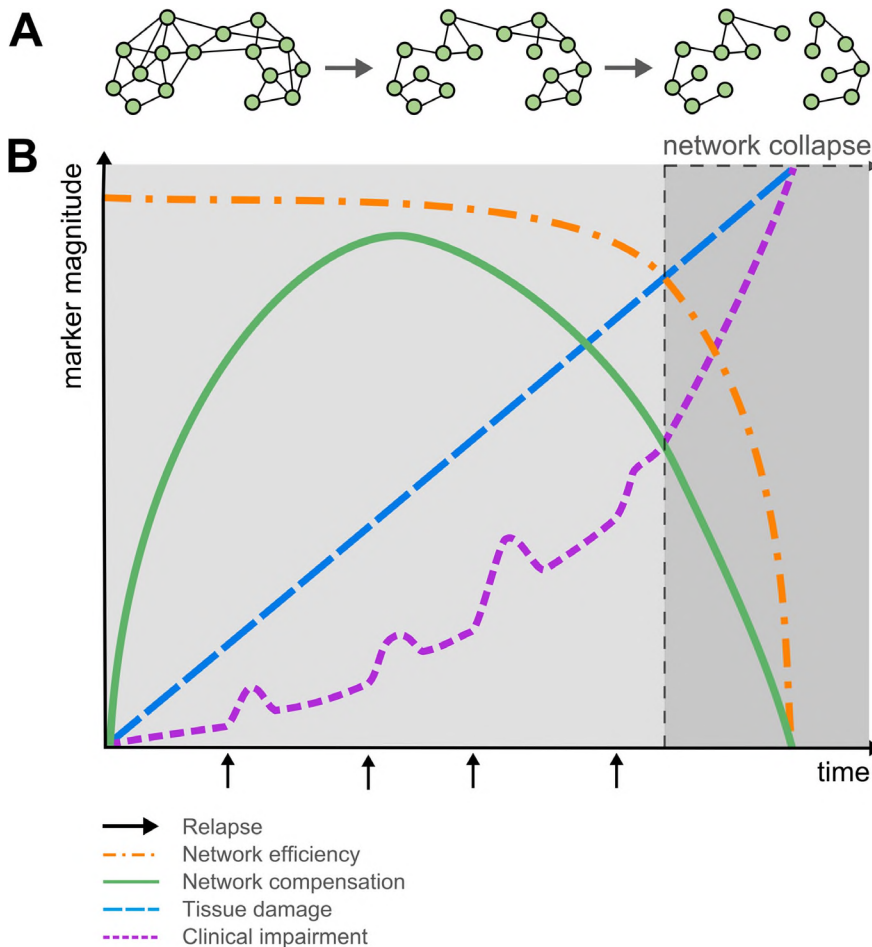 A
B
network collapse
marker magnitude
time
Relapse
Network efficiency
Network compensation
Tissue damage
Clinical impairment